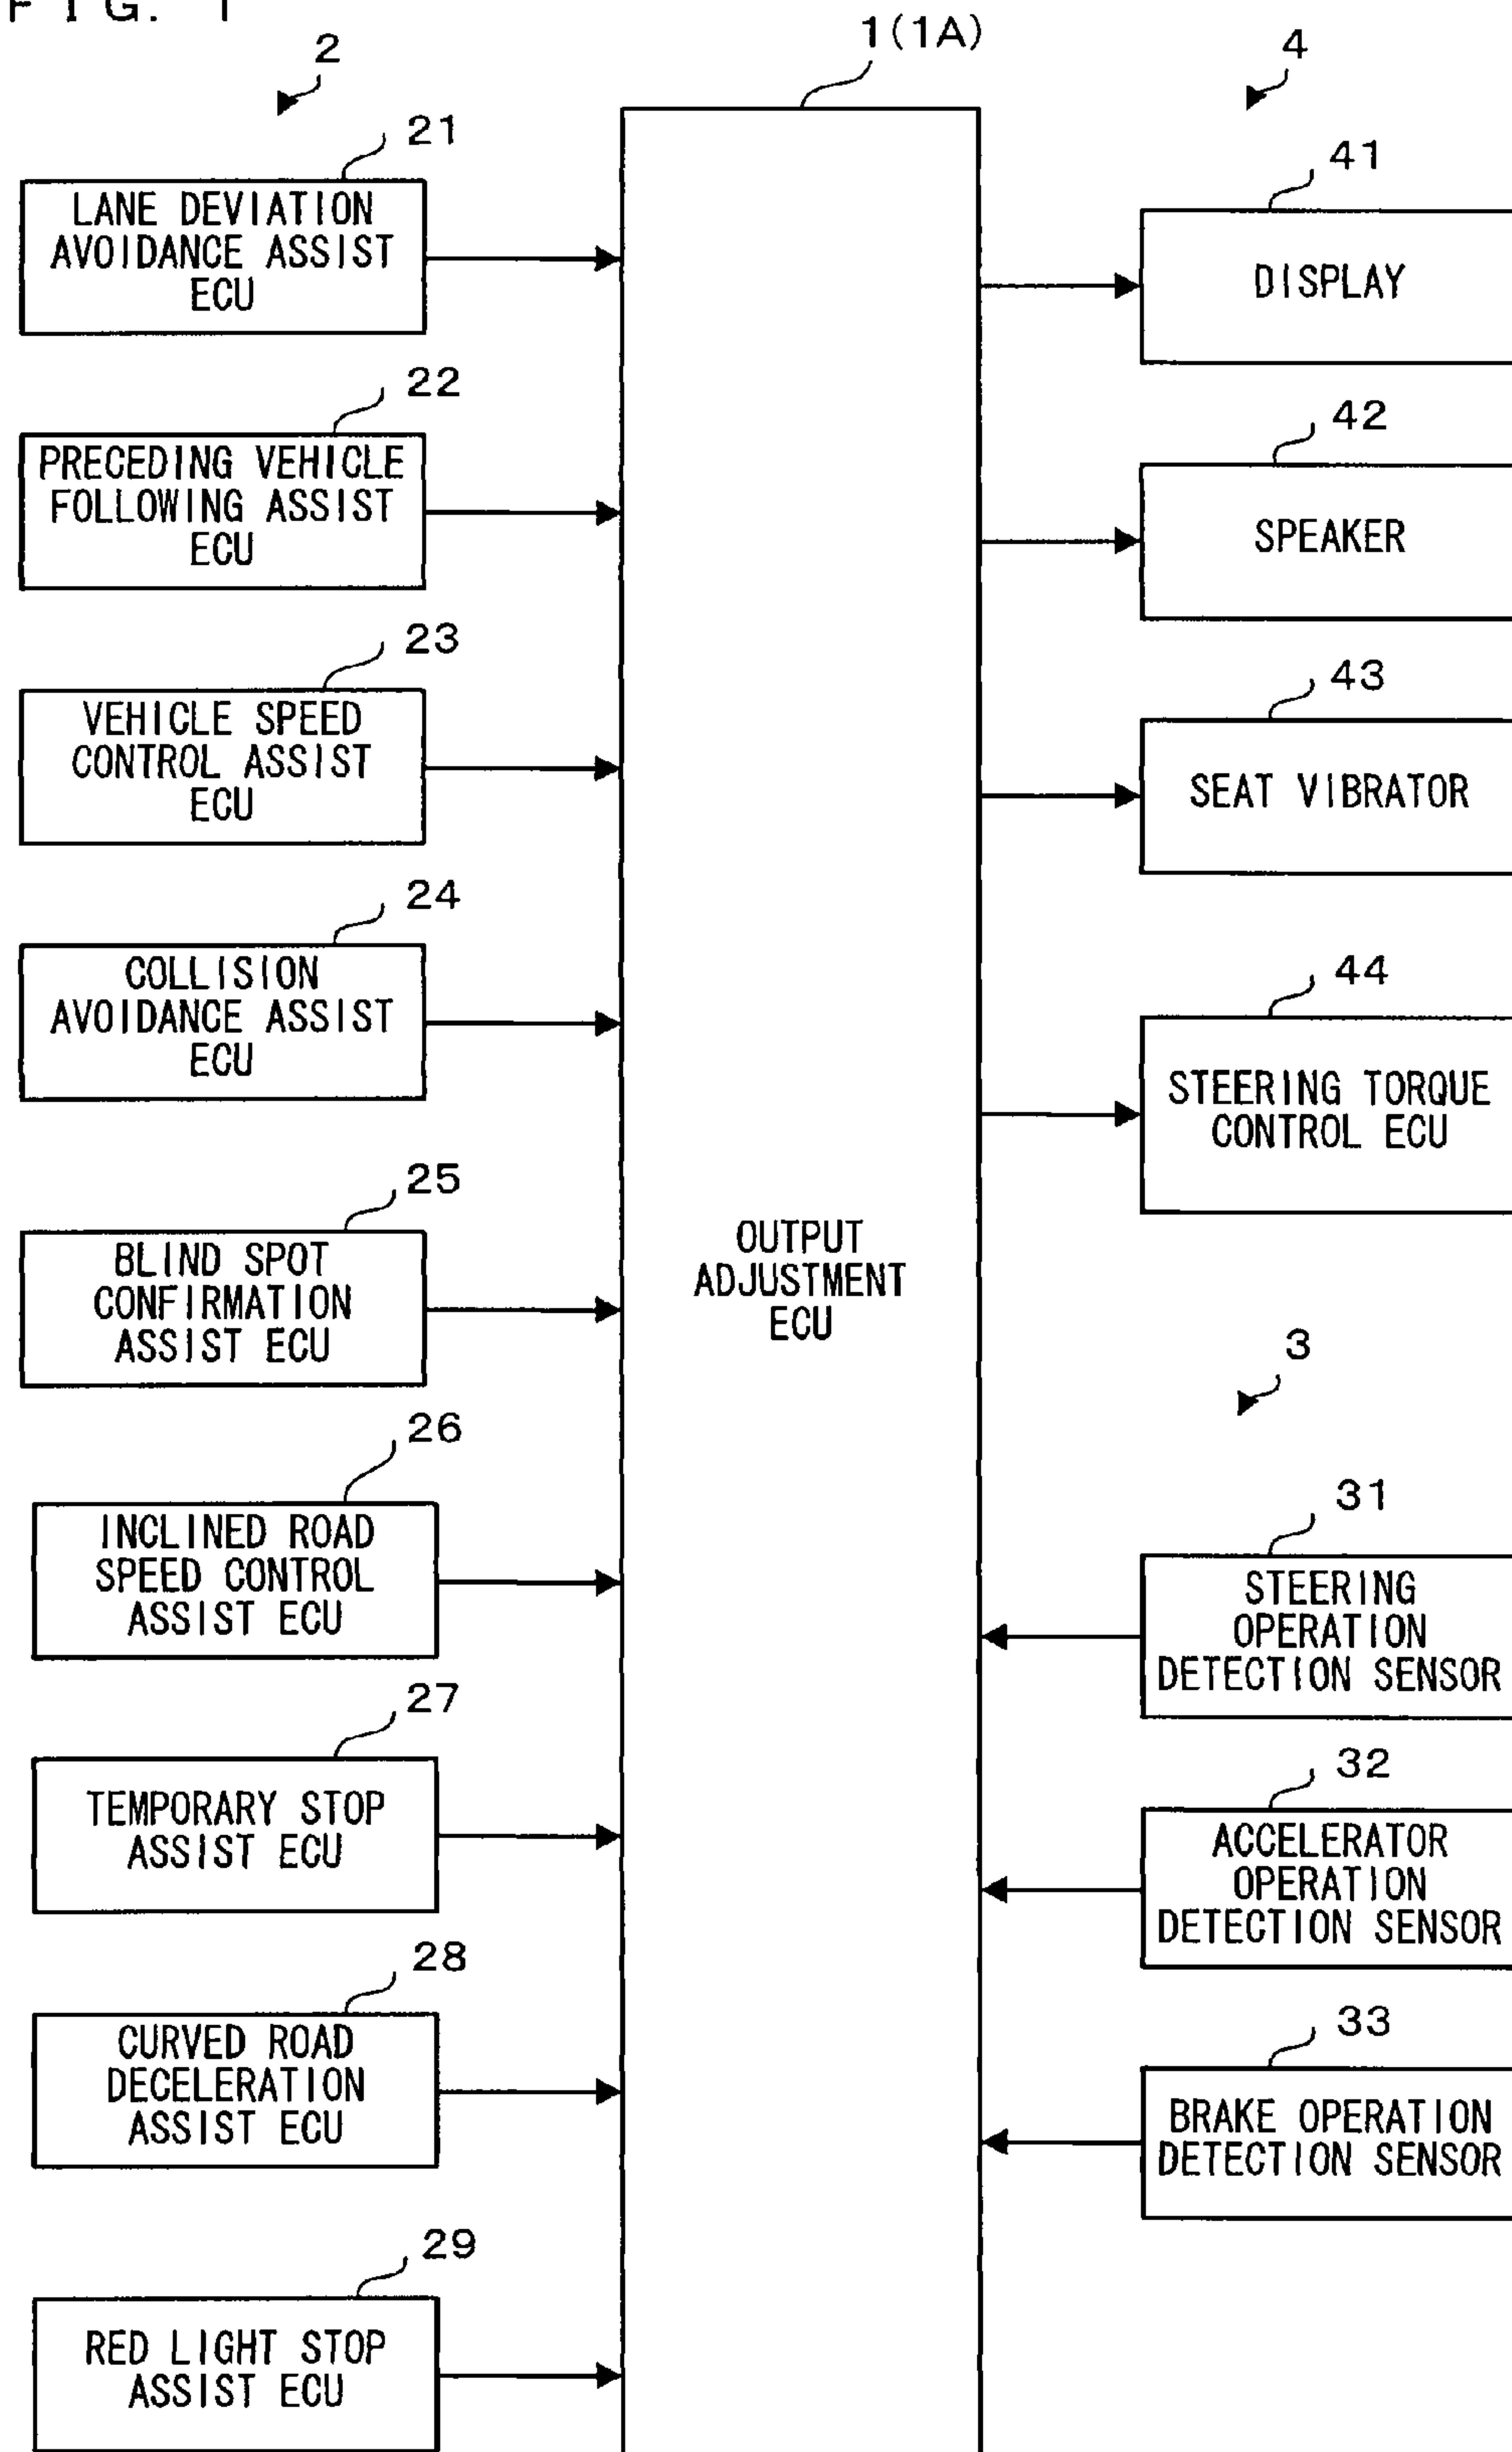 FIG. 1
2
21
LANE DEVIATION
AVOIDANCE ASSIST
ECU
22
PRECEDING VEHICLE
FOLLOWING ASSIST
ECU
23
VEHICLE SPEED
CONTROL ASSIST
ECU
24
COLLISION
AVOIDANCE ASSIST
ECU
25
BLIND SPOT
CONFIRMATION
ASSIST ECU
26
INCLINED ROAD
SPEED CONTROL
ASSIST ECU
27
TEMPORARY STOP
ASSIST ECU
28
CURVED ROAD
DECELERATION
ASSIST ECU
29
RED LIGHT STOP
ASSIST ECU
1(1A)
OUTPUT
ADJUSTMENT
ECU
4
41
DISPLAY
42
SPEAKER
43
SEAT VIBRATOR
44
STEERING TORQUE
CONTROL ECU
3
31
STEERING
OPERATION
DETECTION SENSOR
32
ACCELERATOR
OPERATION
DETECTION SENSOR
33
BRAKE OPERATION
DETECTION SENSOR